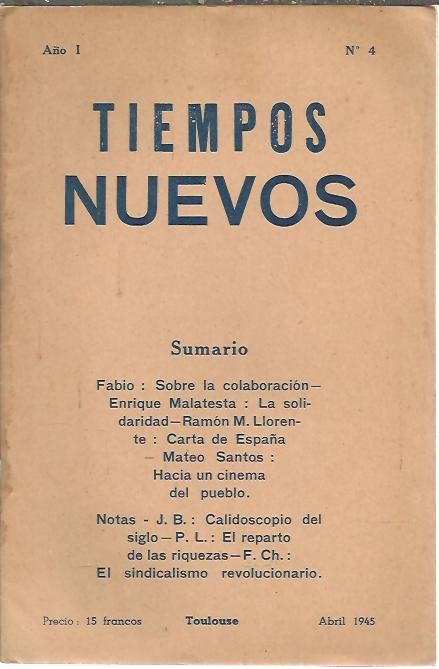 Año I Nº 4
TIEMPOS
NUEVOS
Sumario
Fabio : Sobre la colaboración—
Enrique Malatesta : La soli-
daridad—Ramón M. Lloren-
te : Carta de España
— Mateo Santos :
Hacia un cinema
del pueblo.
Notas - J. B. : Calidoscopio del
siglo — P. L. : El reparto
de las riquezas—F. Ch. :
El sindicalismo revolucionario.
Precio : 15 francos Toulouse Abril 1945